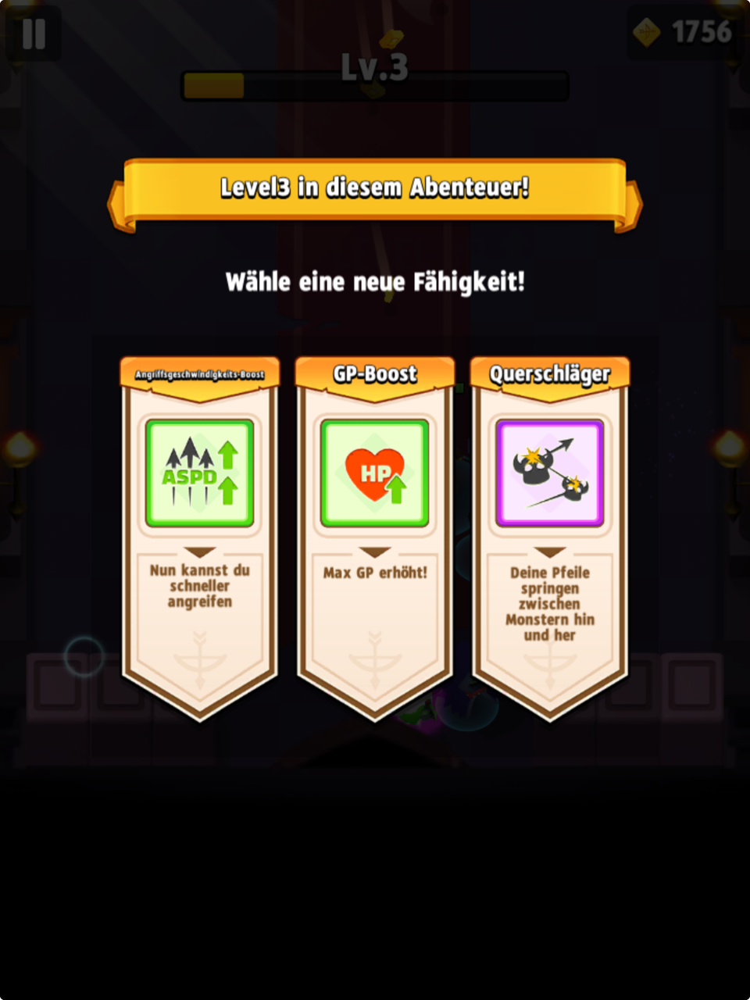 1756
Lv.3
Level3 in diesem Abenteuer!
Wähle eine neue Fähigkeit!
Angriffsgeschwindigkeits-Boost
ASPD
Nun kannst du
schneller
angreifen
GP-Boost
HP
Max GP erhöht!
Querschläger
Deine Pfeile
springen
zwischen
Monstern hin
und her